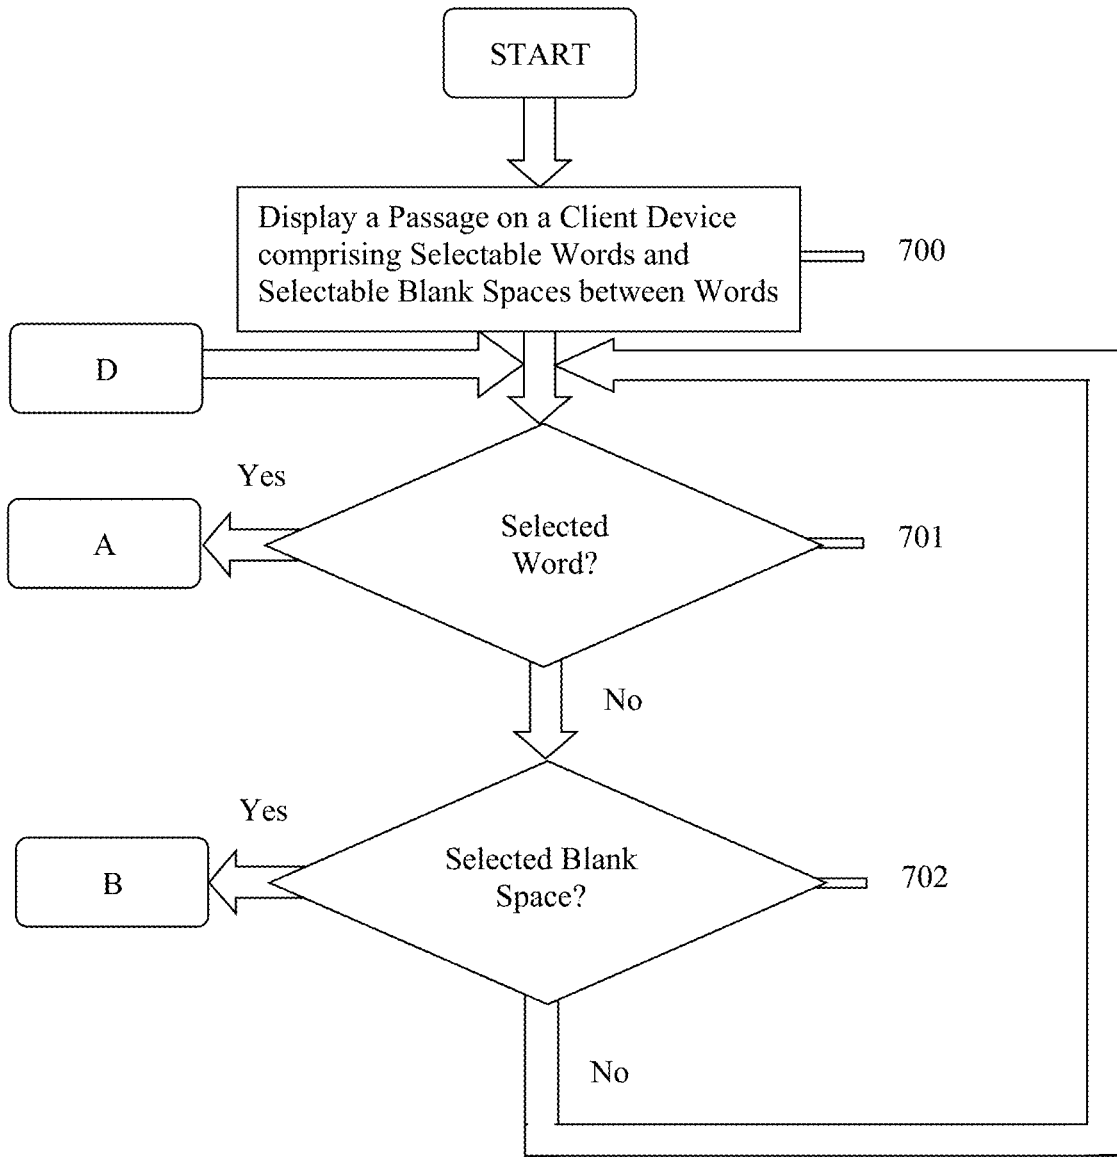 START
Display a Passage on a Client Device
comprising Selectable Words and
Selectable Blank Spaces between Words
700
D
Yes
A
Selected
Word?
701
No
Yes
B
Selected Blank
Space?
702
No